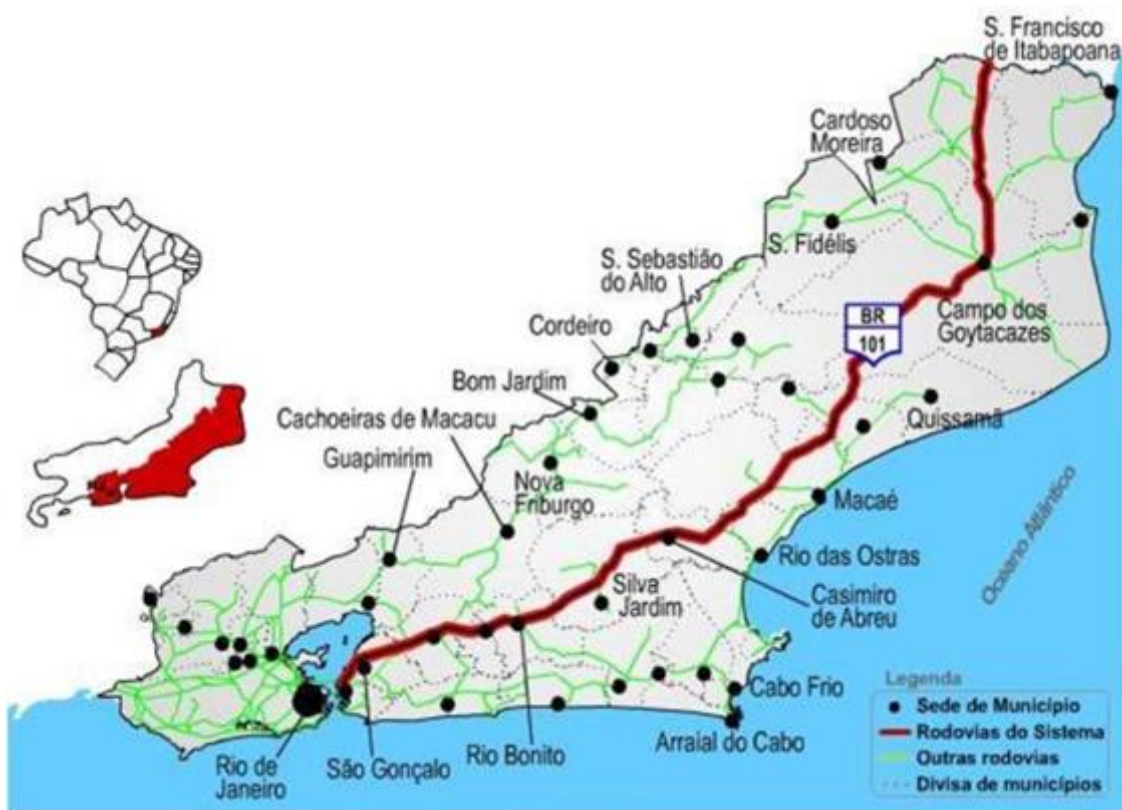 S. Francisco
de Itabapoana
Cardoso
Moreira
S. Fidélis
S. Sebastião
do Alto
Cordeiro
BR
101
Campo dos
Goytacazes
Bom Jardim
Cachoeiras de Macacu
Quissamã
Guapimirim
Nova
Friburgo
Macaé
Oceano Atlântico
Rio das Ostras
Silva
Jardim
Casimiro
de Abreu
Cabo Frio
Arraial do Cabo
Rio Bonito
São Gonçalo
Rio de
Janeiro
Legenda
Sede de Município
Rodovias do Sistema
Outras rodovias
Divisa de municípios